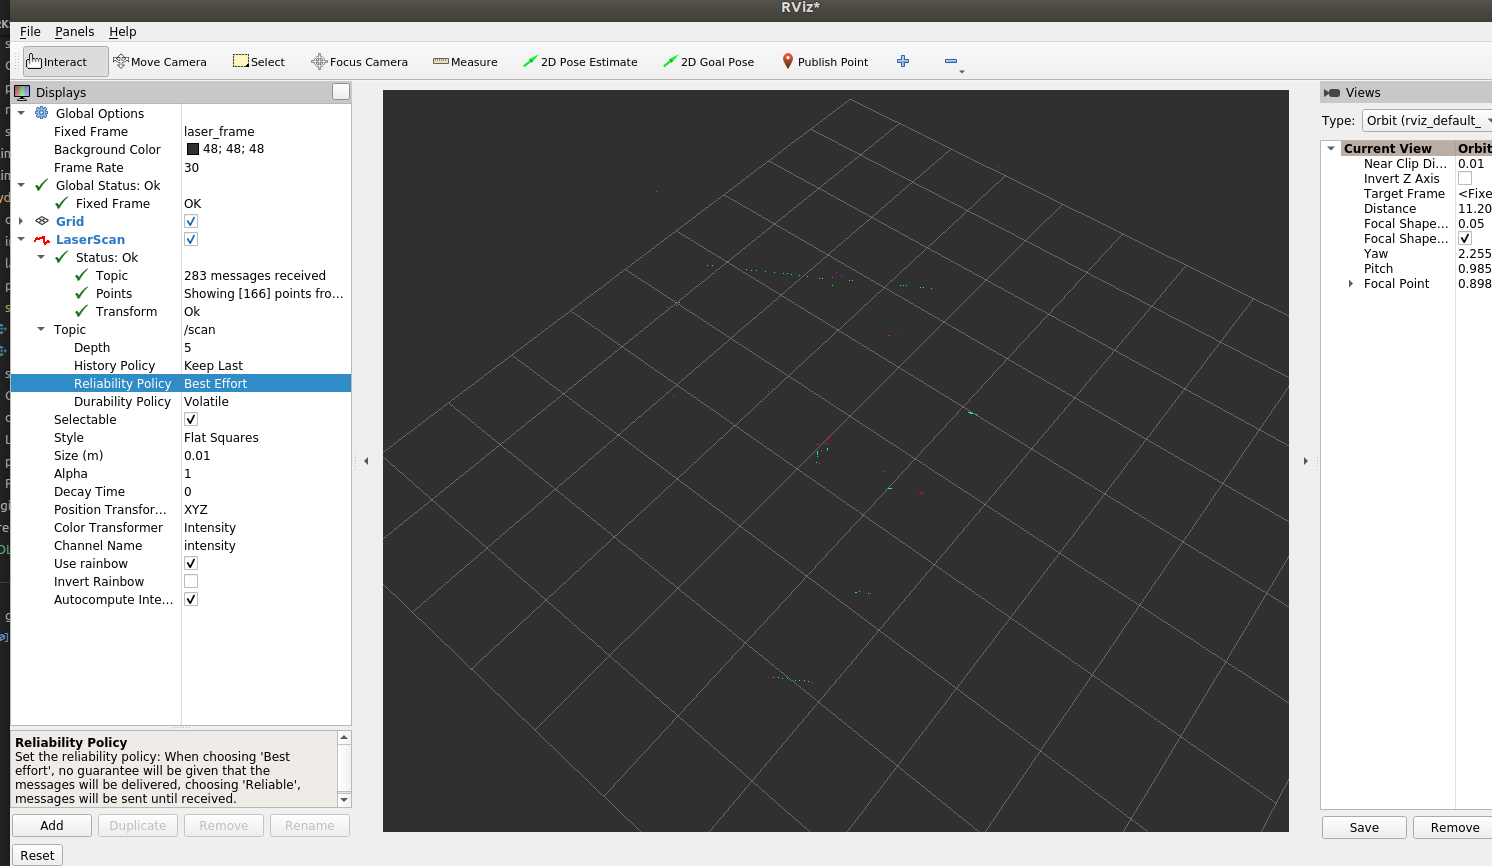 RViz*
File Panels Help
Interact Move Camera Select Focus Camera Measure 2D Pose Estimate 2D Goal Pose Publish Point
Displays
Global Options
Fixed Frame laser_frame
Background Color 48; 48; 48
Frame Rate 30
Global Status: Ok
Fixed Frame OK
Grid
LaserScan
Status: Ok
Topic 283 messages received
Points Showing [166] points fro...
Transform Ok
Topic /scan
Depth 5
History Policy Keep Last
Reliability Policy Best Effort
Durability Policy Volatile
Selectable
Style Flat Squares
Size (m) 0.01
Alpha 1
Decay Time 0
Position Transfor... XYZ
Color Transformer Intensity
Channel Name intensity
Use rainbow
Invert Rainbow
Autocompute Inte...
Reliability Policy
Set the reliability policy: When choosing 'Best
effort', no guarantee will be given that the
messages will be delivered, choosing 'Reliable',
messages will be sent until received.
Add Duplicate Remove Rename
Reset
Views
Type: Orbit (rviz_default_
Current View Orbit
Near Clip Di... 0.01
Invert Z Axis
Target Frame <Fixe
Distance 11.20
Focal Shape... 0.05
Focal Shape...
Yaw 2.255
Pitch 0.985
Focal Point 0.898
Save Remove